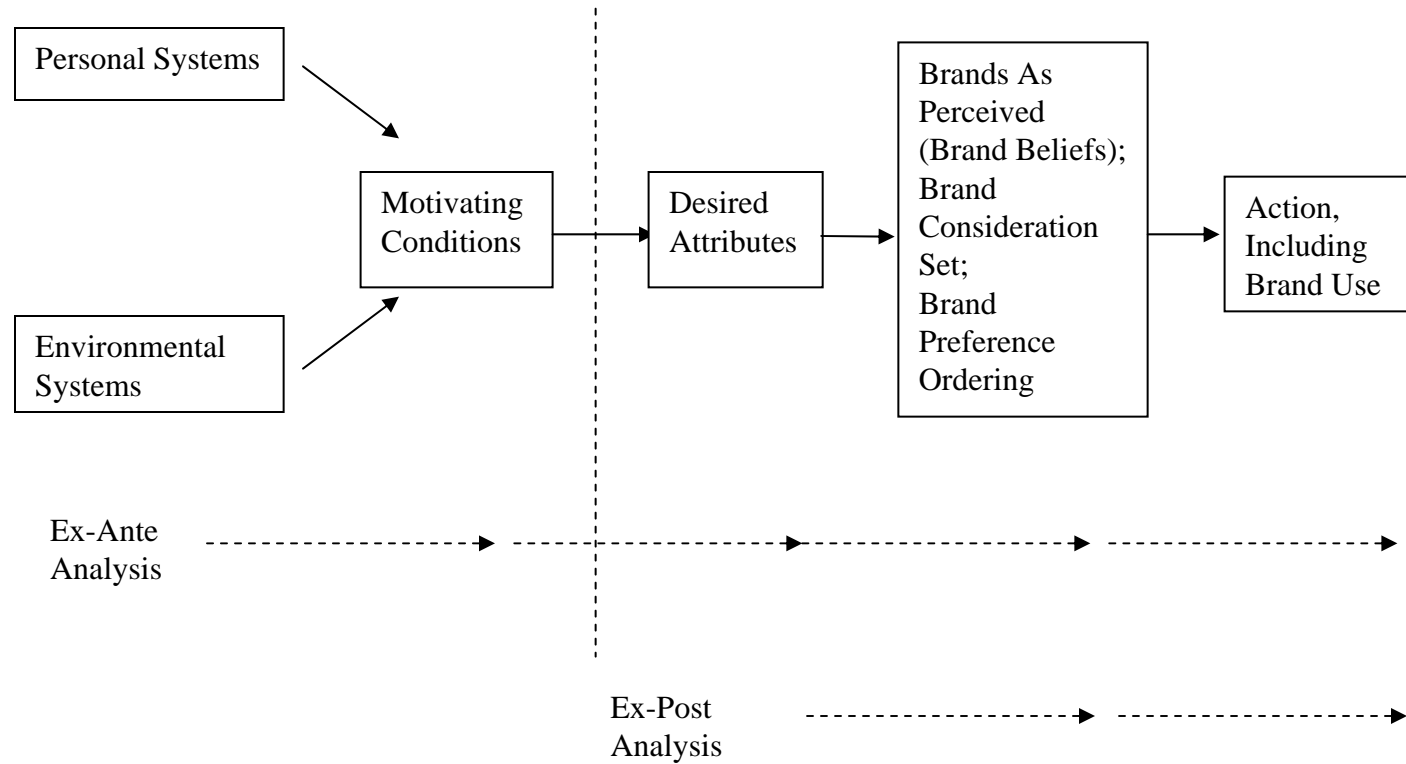 Personal Systems
Environmental
Systems
Motivating
Conditions
Desired
Attributes
Brands As
Perceived
(Brand Beliefs);
Brand
Consideration
Set;
Brand
Preference
Ordering
Action,
Including
Brand Use
Ex-Ante
Analysis
Ex-Post
Analysis